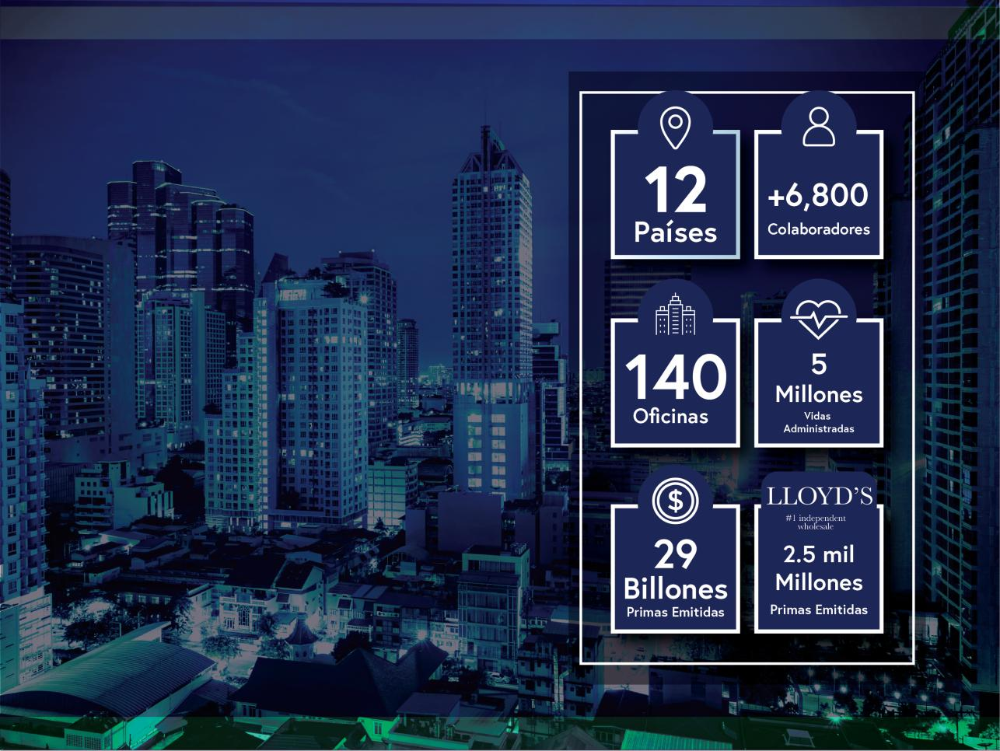 12
Países
+6,800
Colaboradores
140
Oficinas
5
Millones
Vidas
Administradas
$
29
Billones
Primas Emitidas
LLOYD'S
#1 independent
wholesale
2.5 mil
Millones
Primas Emitidas